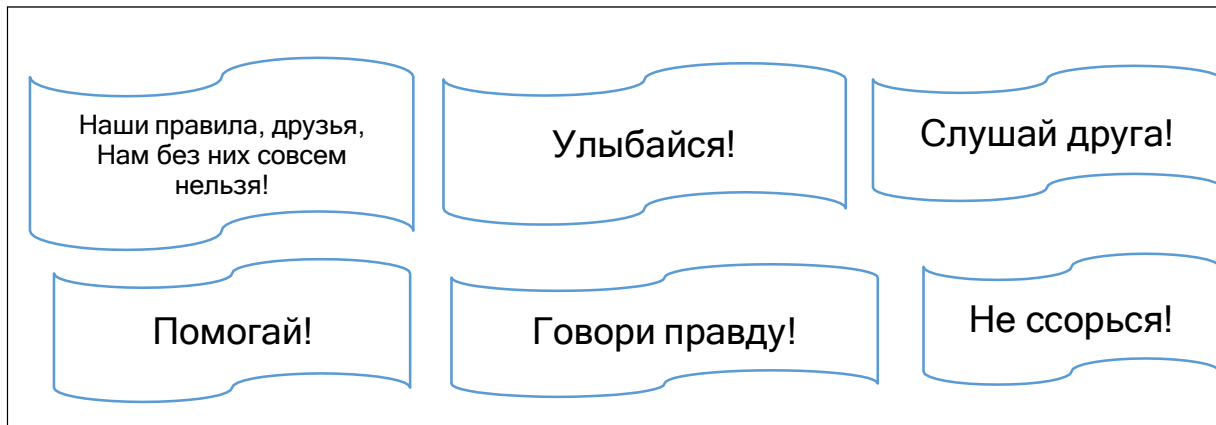 Наши правила, друзья,
Нам без них совсем
нельзя!
Улыбайся!
Слушай друга!
Помогай!
Говори правду!
Не ссорься!